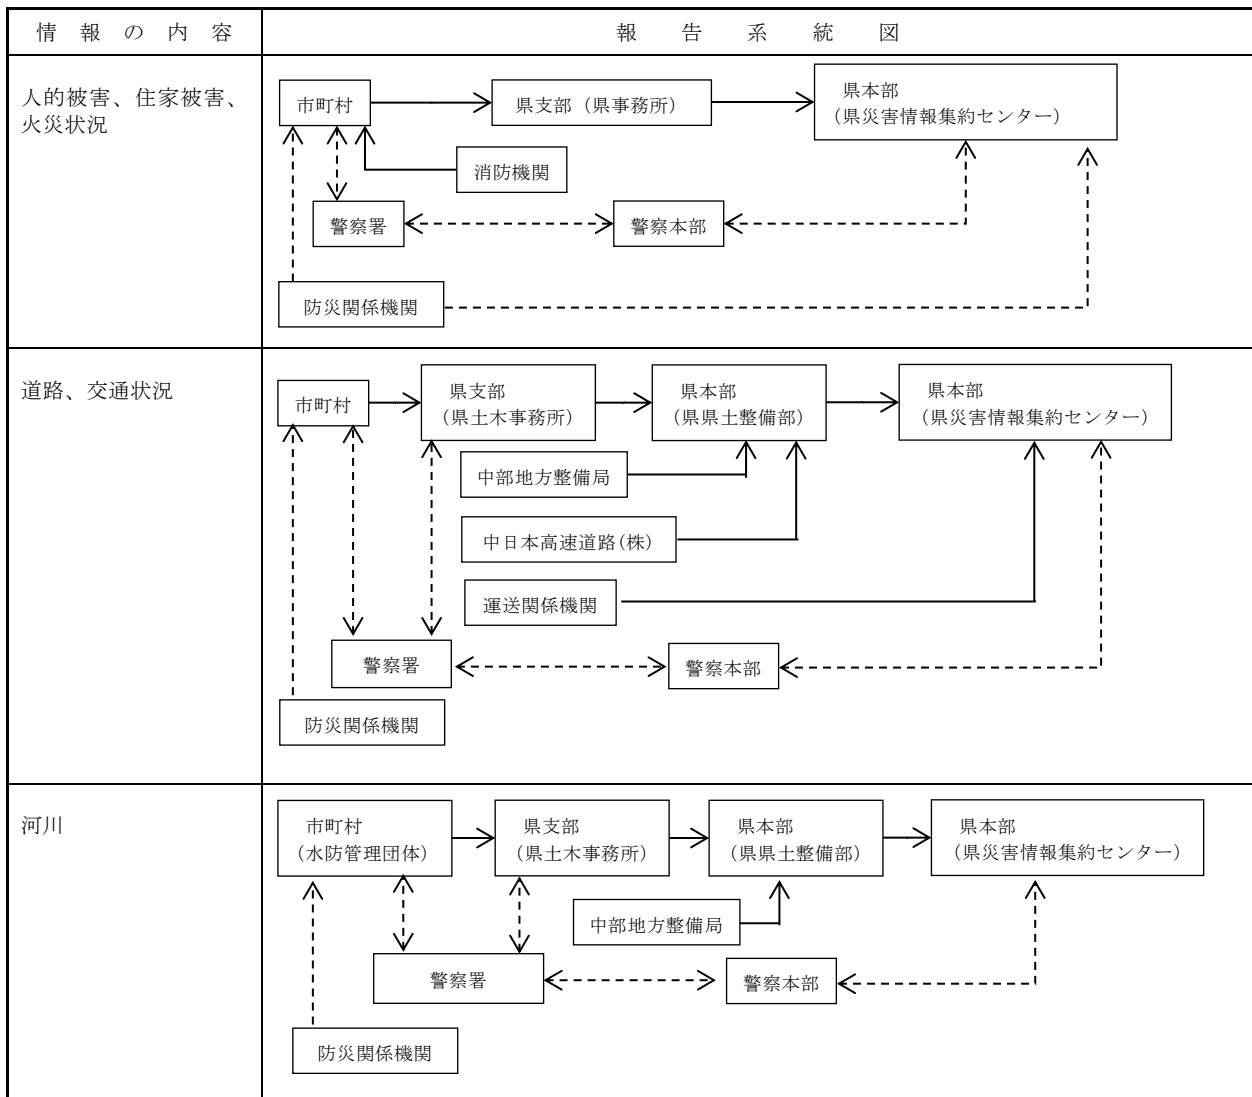 情報の内容
報告系統図
人的被害、住家被害、
火災状況
市町村
県支部（県事務所）
県本部
（県災害情報集約センター）
消防機関
警察署
警察本部
防災関係機関
道路、交通状況
市町村
県支部
（県土木事務所）
県本部
（県県土整備部）
県本部
（県災害情報集約センター）
中部地方整備局
中日本高速道路(株)
運送関係機関
警察署
警察本部
防災関係機関
河川
市町村
（水防管理団体）
県支部
（県土木事務所）
県本部
（県県土整備部）
県本部
（県災害情報集約センター）
中部地方整備局
警察署
警察本部
防災関係機関